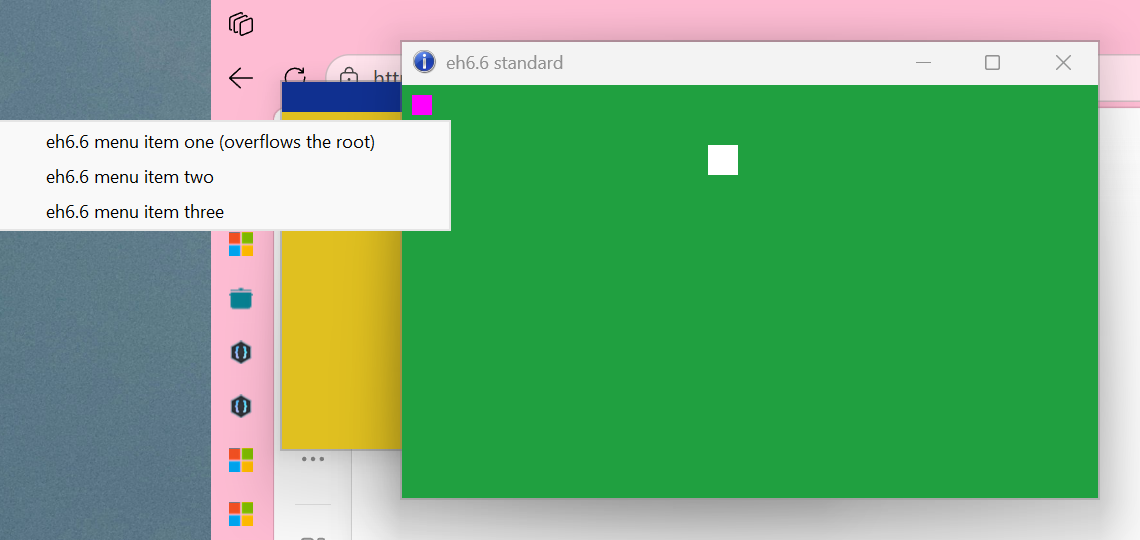 eh6.6 standard
eh6.6 menu item one (overflows the root)
eh6.6 menu item two
eh6.6 menu item three